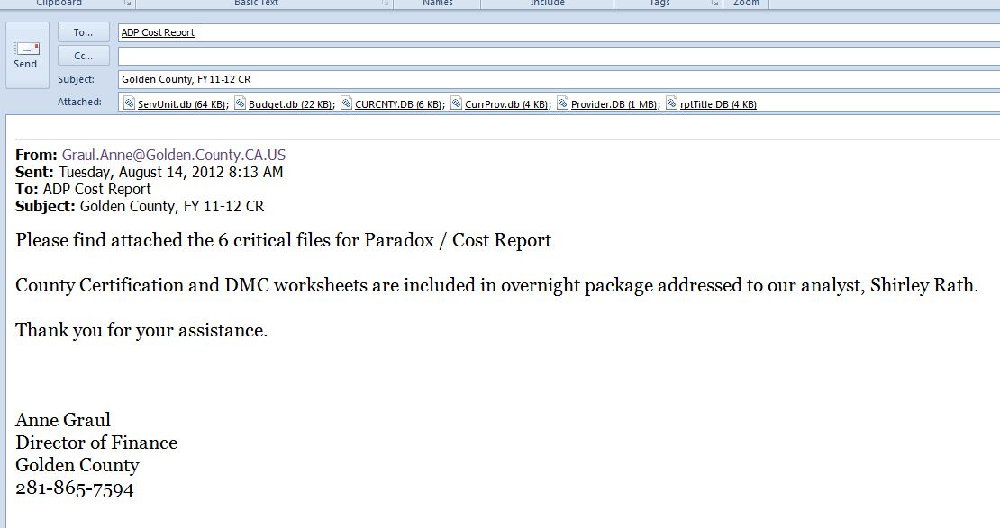 Clipboard Basic Text Names Include Tags Zoom
To... ADP Cost Report
Cc...
Send
Subject: Golden County, FY 11-12 CR
Attached: ServUnit.db (64 KB); Budget.db (22 KB); CURCNTY.DB (6 KB); CurrProv.db (4 KB); Provider.DB (1 MB); rptTitle.DB (4 KB)
From: Graul.Anne@Golden.County.CA.US
Sent: Tuesday, August 14, 2012 8:13 AM
To: ADP Cost Report
Subject: Golden County, FY 11-12 CR
Please find attached the 6 critical files for Paradox / Cost Report
County Certification and DMC worksheets are included in overnight package addressed to our analyst, Shirley Rath.
Thank you for your assistance.
Anne Graul
Director of Finance
Golden County
281-865-7594